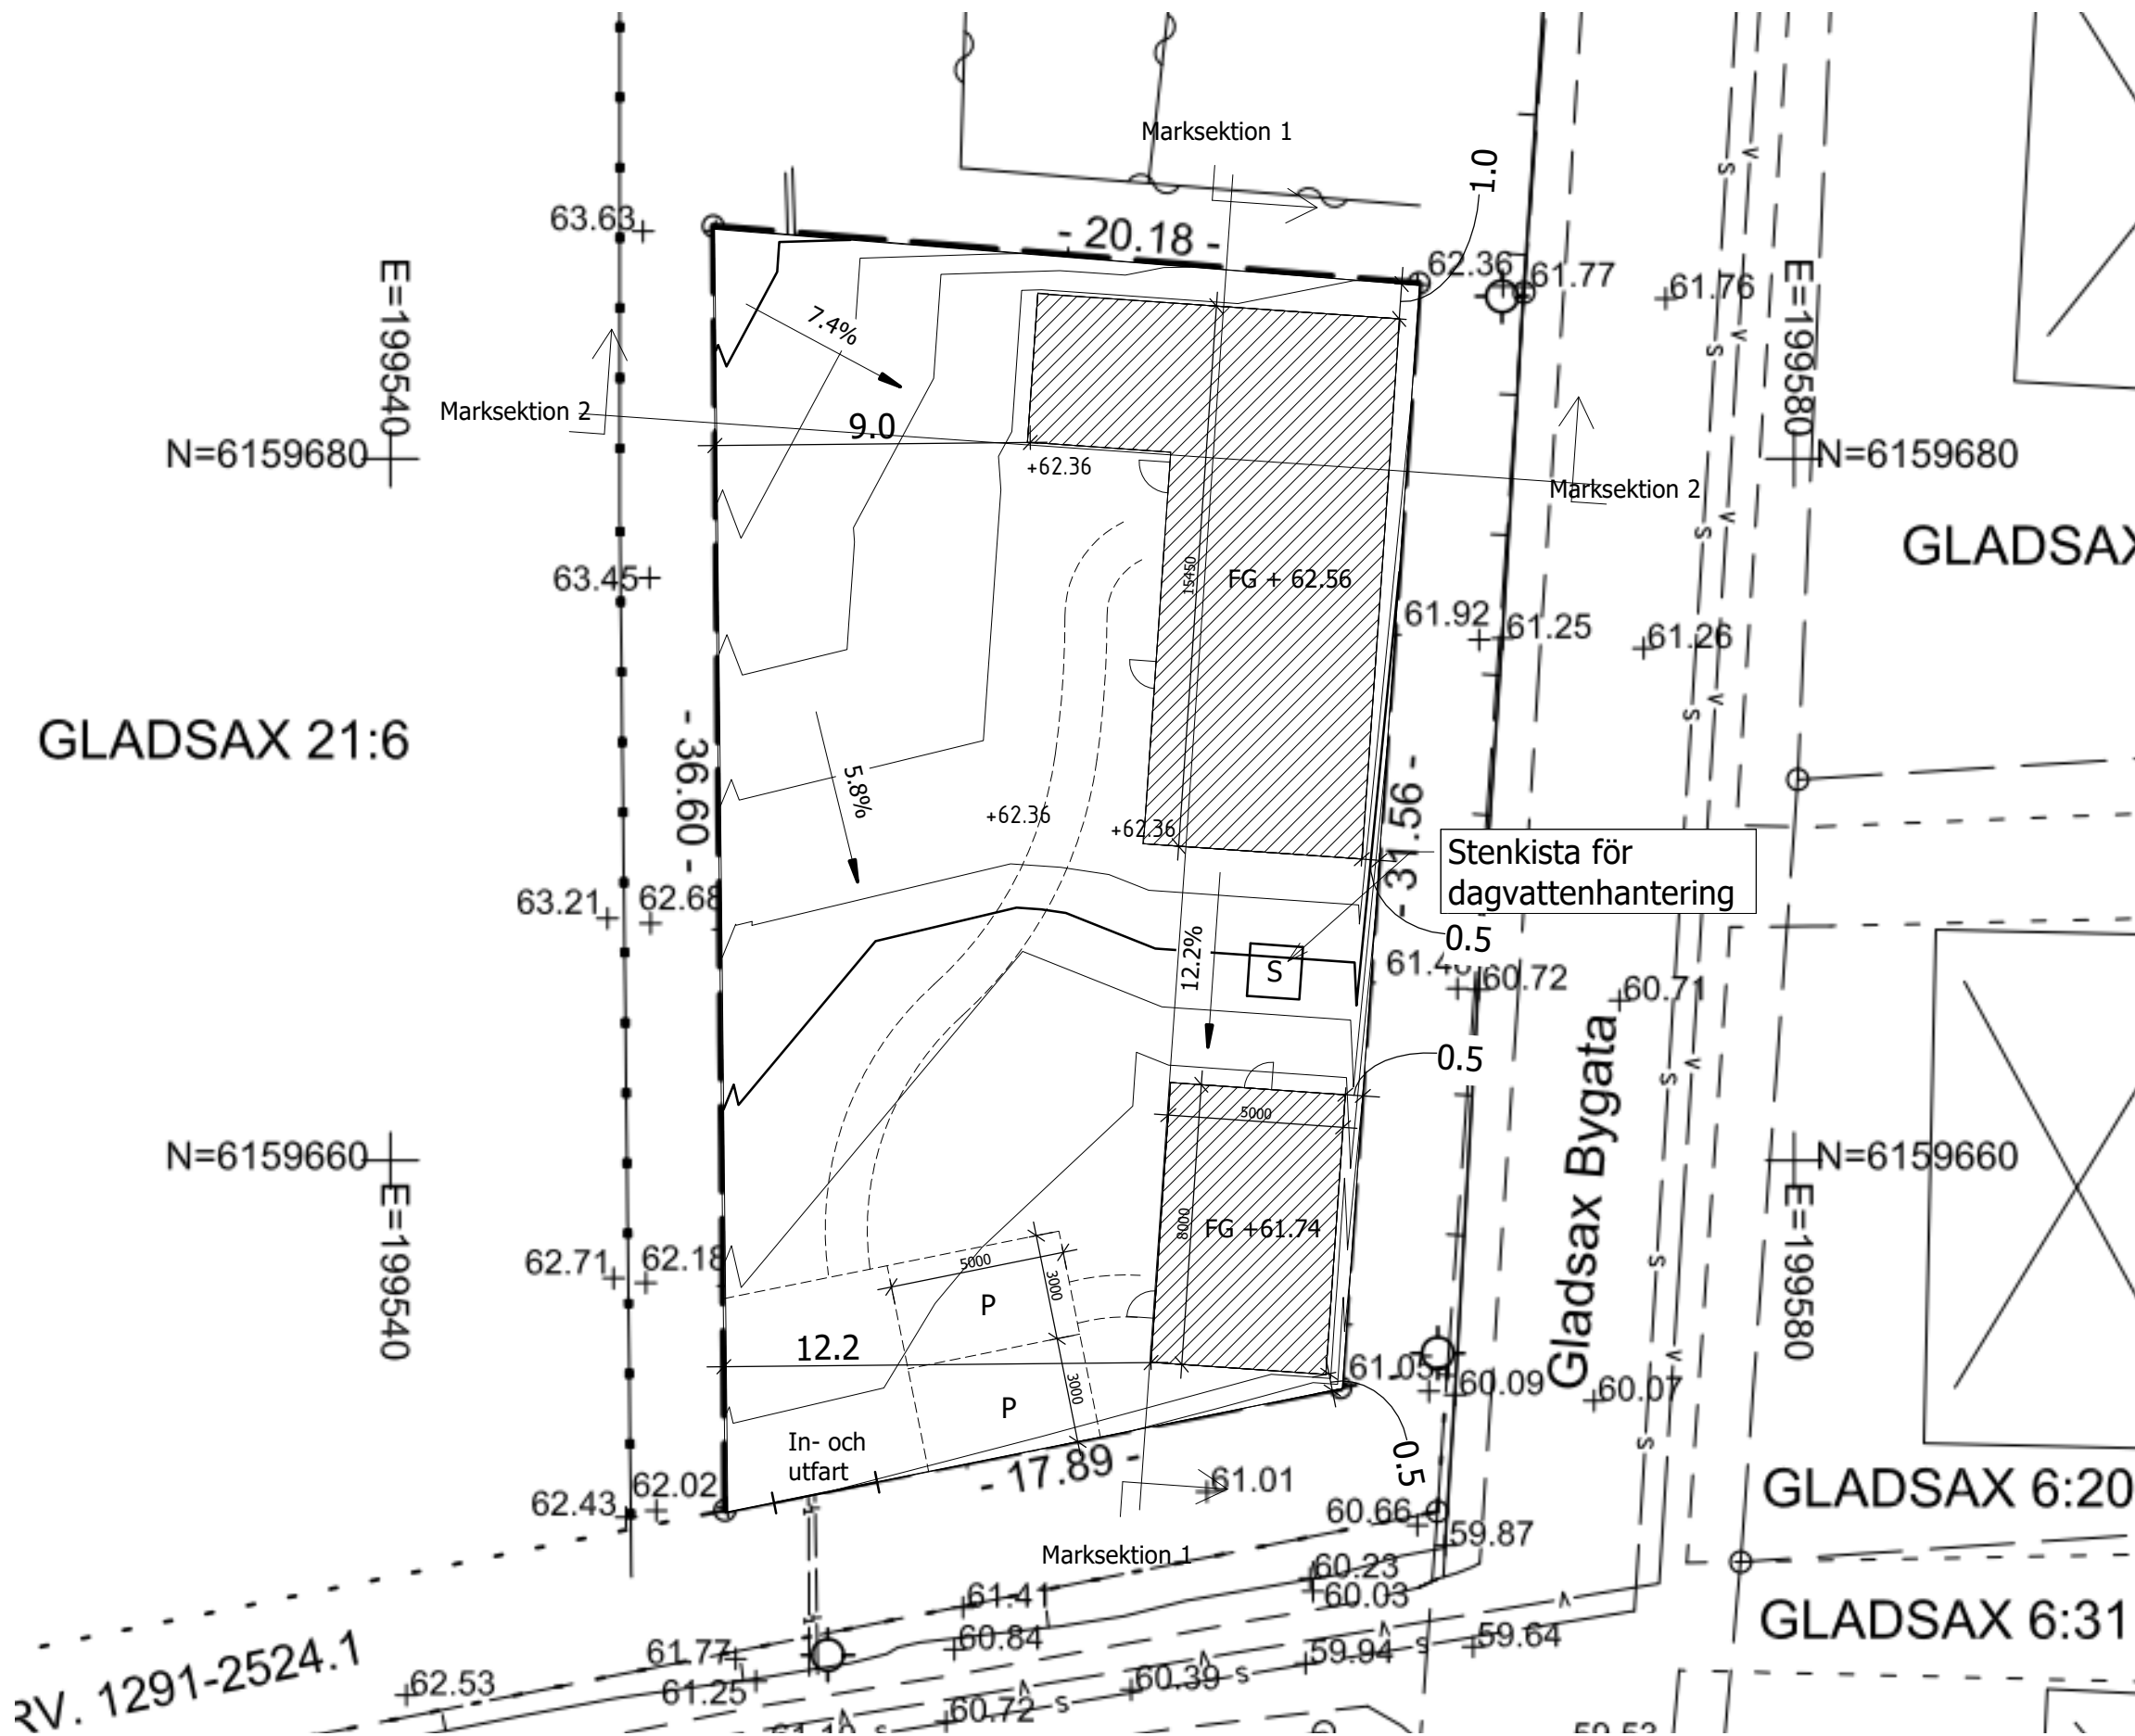 Marksektion 1
1.0
63.63
- 20.18 -
62.36
61.77
61.76
E=199540
E=199580
7.4%
Marksektion 2
9.0
N=6159680
N=6159680
+62.36
Marksektion 2
GLADSAX
63.45
15450
FG + 62.56
61.92
61.25
61.26
GLADSAX 21:6
- 36.60 -
5.8%
+62.36
+62.36
- 31.56 -
Stenkista för
dagvattenhantering
63.21
62.68
0.5
12.2%
S
60.72
60.71
0.5
Gladsax Bygata
5000
N=6159660
N=6159660
E=199540
E=199580
8000
FG +61.74
62.71
62.18
5000
3000
P
12.2
61.05
60.09
60.07
3000
P
In- och
utfart
- 17.89 -
0.5
61.01
62.43
62.02
60.66
59.87
GLADSAX 6:20
Marksektion 1
60.23
60.03
61.41
GLADSAX 6:31
61.77
60.84
59.94
s
59.64
RV. 1291-2524.1
62.53
61.25
60.39
s
60.72
s
s
v